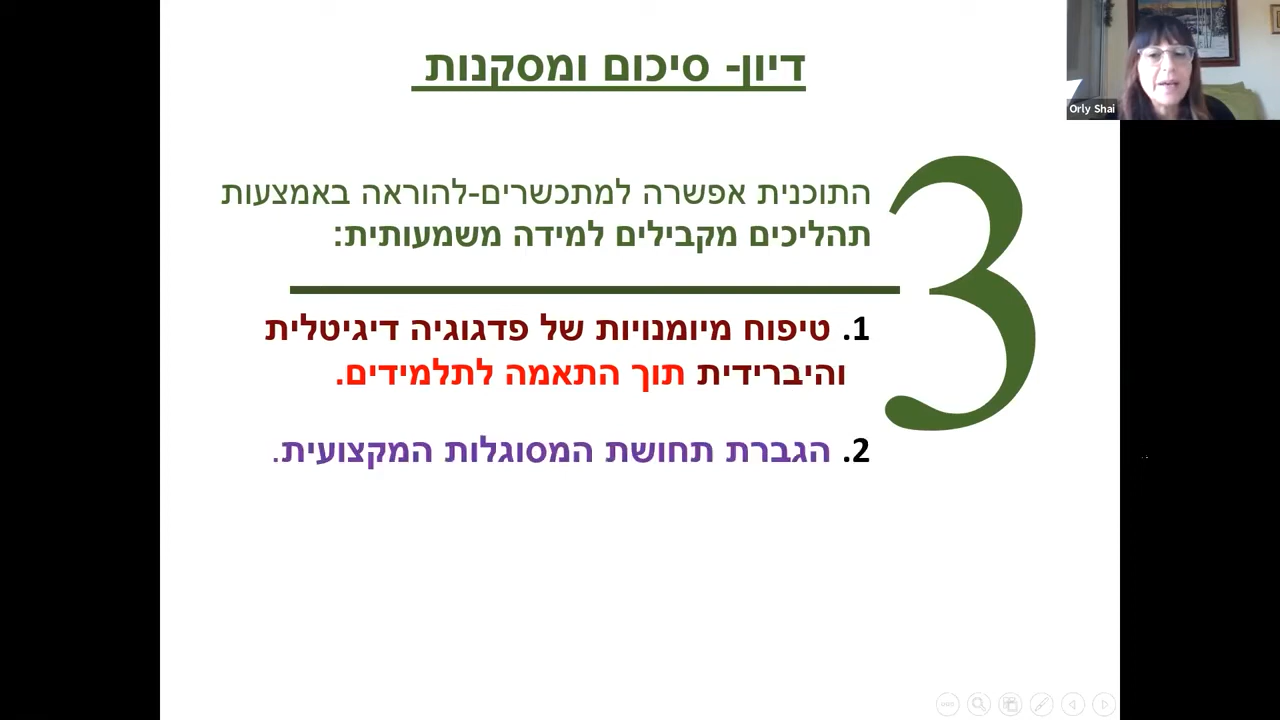 דיון- סיכום ומסקנות
Orly Shai
התוכנית אפשרה למתכשרים-להוראה באמצעות
תהליכים מקבילים למידה משמעותית:
3
1. טיפוח מיומנויות של פדגוגיה דיגיטלית
והיברידית תוך התאמה לתלמידים.
2. הגברת תחושת המסוגלות המקצועית.